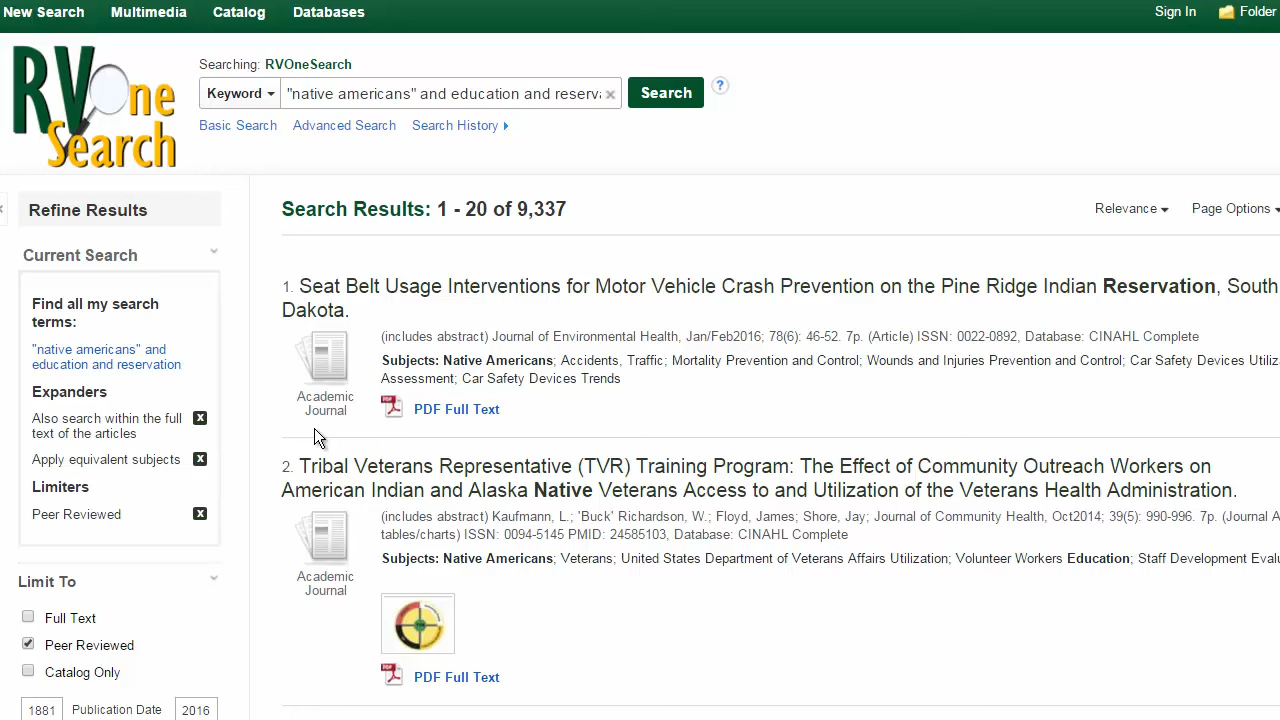 New Search Multimedia Catalog Databases Sign In Folder
RV One Search
Searching: RVOneSearch
Keyword "native americans" and education and reserva Search ?
Basic Search Advanced Search Search History
Refine Results
Current Search
Find all my search
terms:
"native americans" and
education and reservation
Expanders
Also search within the full
text of the articles
Apply equivalent subjects
Limiters
Peer Reviewed
Limit To
Full Text
Peer Reviewed
Catalog Only
1881 Publication Date 2016
Search Results: 1 - 20 of 9,337 Relevance Page Options
1. Seat Belt Usage Interventions for Motor Vehicle Crash Prevention on the Pine Ridge Indian Reservation, South
Dakota.
(includes abstract) Journal of Environmental Health, Jan/Feb2016; 78(6): 46-52. 7p. (Article) ISSN: 0022-0892, Database: CINAHL Complete
Subjects: Native Americans; Accidents, Traffic; Mortality Prevention and Control; Wounds and Injuries Prevention and Control; Car Safety Devices Utiliza
Assessment; Car Safety Devices Trends
Academic
Journal
PDF Full Text
2. Tribal Veterans Representative (TVR) Training Program: The Effect of Community Outreach Workers on
American Indian and Alaska Native Veterans Access to and Utilization of the Veterans Health Administration.
(includes abstract) Kaufmann, L.; 'Buck' Richardson, W.; Floyd, James; Shore, Jay; Journal of Community Health, Oct2014; 39(5): 990-996. 7p. (Journal A
tables/charts) ISSN: 0094-5145 PMID: 24585103, Database: CINAHL Complete
Subjects: Native Americans; Veterans; United States Department of Veterans Affairs Utilization; Volunteer Workers Education; Staff Development Evalu
Academic
Journal
PDF Full Text